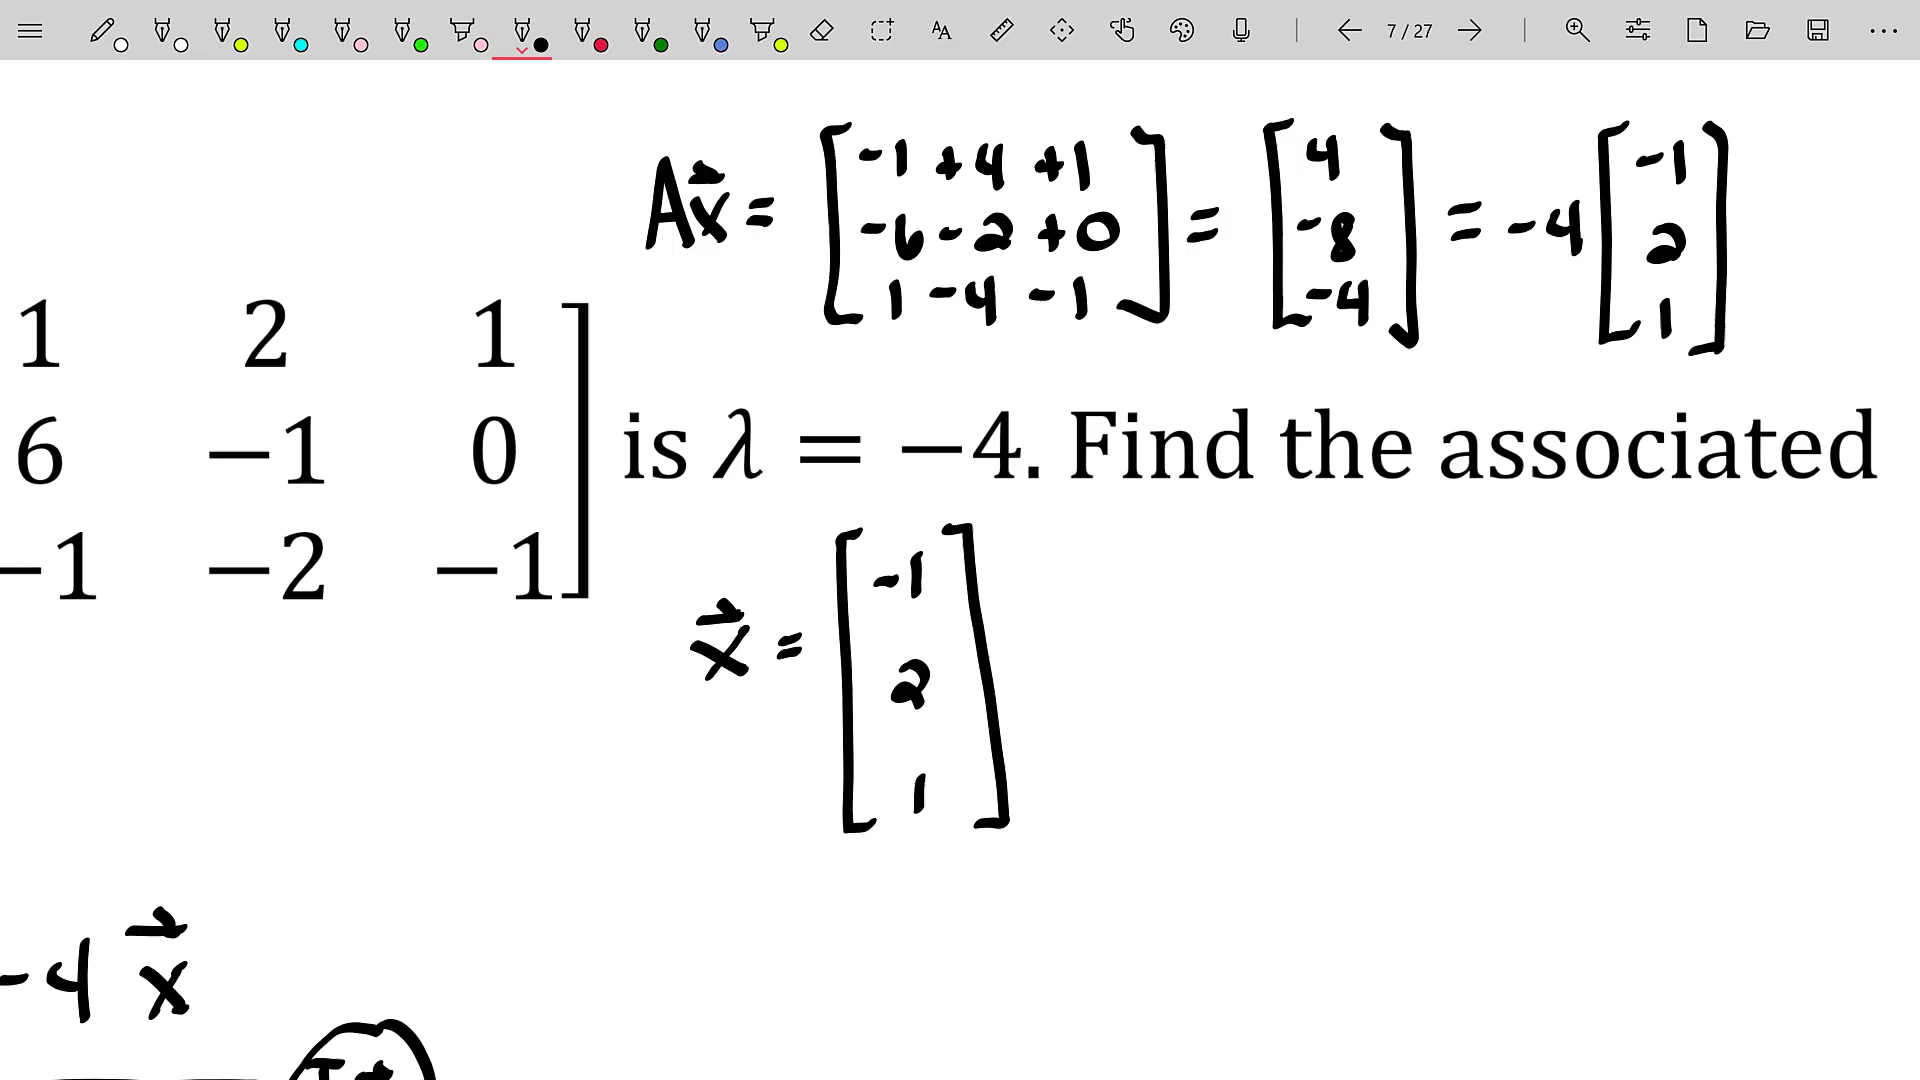 7 / 27
Ax⃗ = [ -1 + 4 + 1 ] = [ 4 ] = -4 [ -1 ]
[ -6 - 2 + 0 ] [ -8 ] [ 2 ]
[ 1 - 4 - 1 ] [ -4 ] [ 1 ]
1 2 1
6 −1 0 ] is λ = −4. Find the associated
−1 −2 −1
x⃗ = [ -1 ]
[ 2 ]
[ 1 ]
-4 x⃗